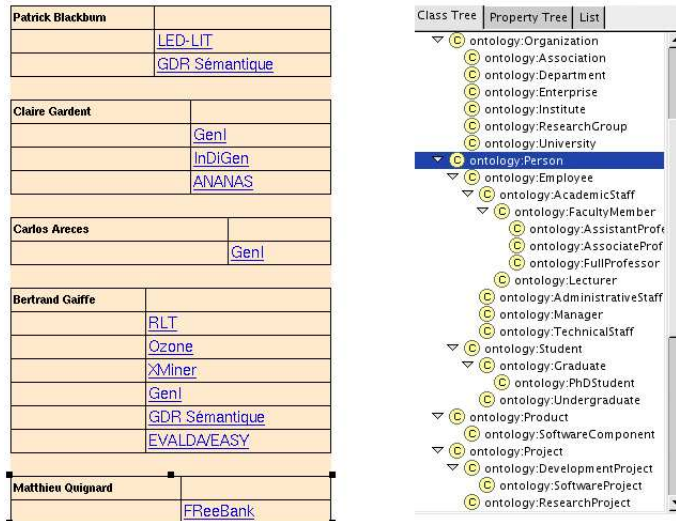 Patrick Blackburn
LED-LIT
GDR Sémantique
Claire Gardent
GenI
InDiGen
ANANAS
Carlos Areces
GenI
Bertrand Gaiffe
RLT
Ozone
XMiner
GenI
GDR Sémantique
EVALDA/EASY
Matthieu Quignard
FReeBank
Class Tree Property Tree List
C ontology:Organization
C ontology:Association
C ontology:Department
C ontology:Enterprise
C ontology:Institute
C ontology:ResearchGroup
C ontology:University
C ontology:Person
C ontology:Employee
C ontology:AcademicStaff
C ontology:FacultyMember
C ontology:AssistantProfe
C ontology:AssociateProf
C ontology:FullProfessor
C ontology:Lecturer
C ontology:AdministrativeStaff
C ontology:Manager
C ontology:TechnicalStaff
C ontology:Student
C ontology:Graduate
C ontology:PhDStudent
C ontology:Undergraduate
C ontology:Product
C ontology:SoftwareComponent
C ontology:Project
C ontology:DevelopmentProject
C ontology:SoftwareProject
C ontology:ResearchProject